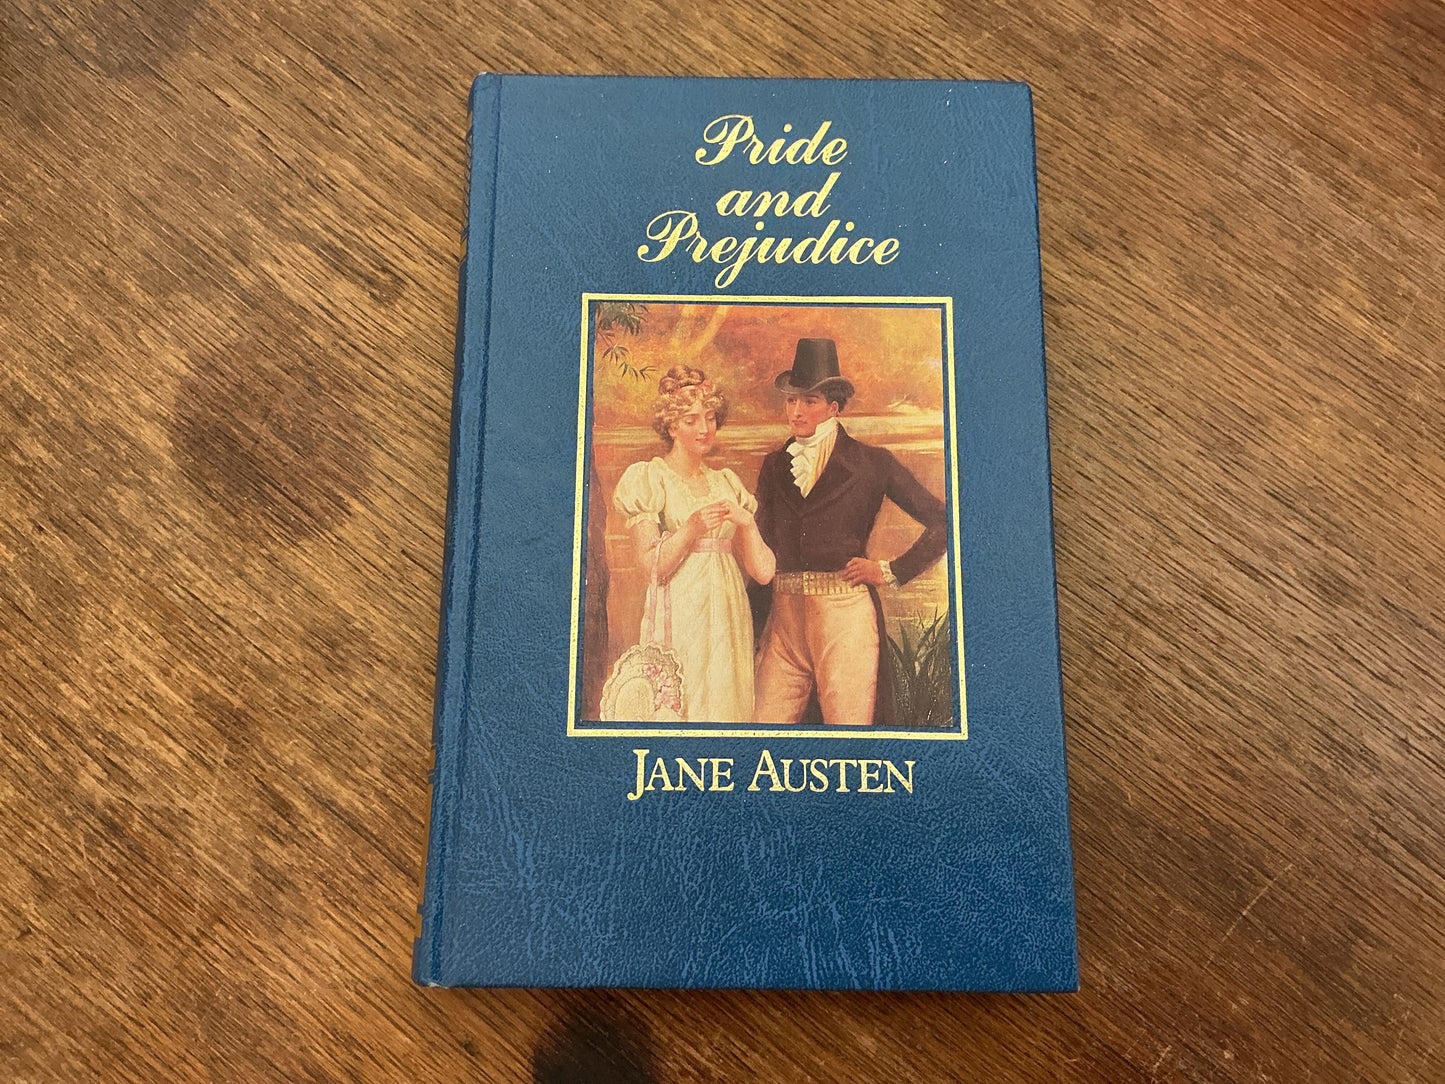 Pride
and
Prejudice
JANE AUSTEN